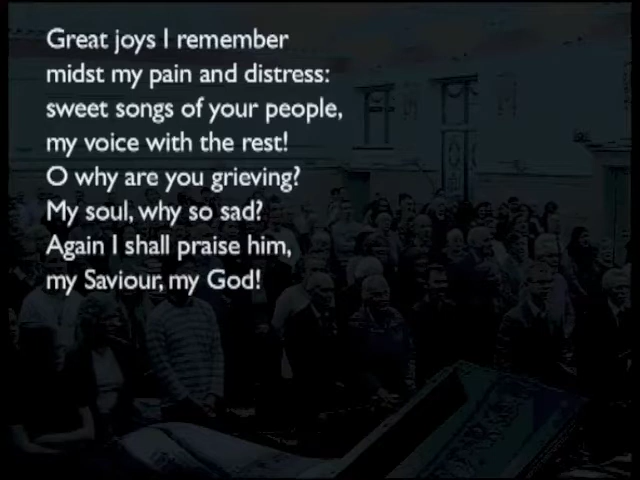 Great joys I remember
midst my pain and distress:
sweet songs of your people,
my voice with the rest!
O why are you grieving?
My soul, why so sad?
Again I shall praise him,
my Saviour, my God!